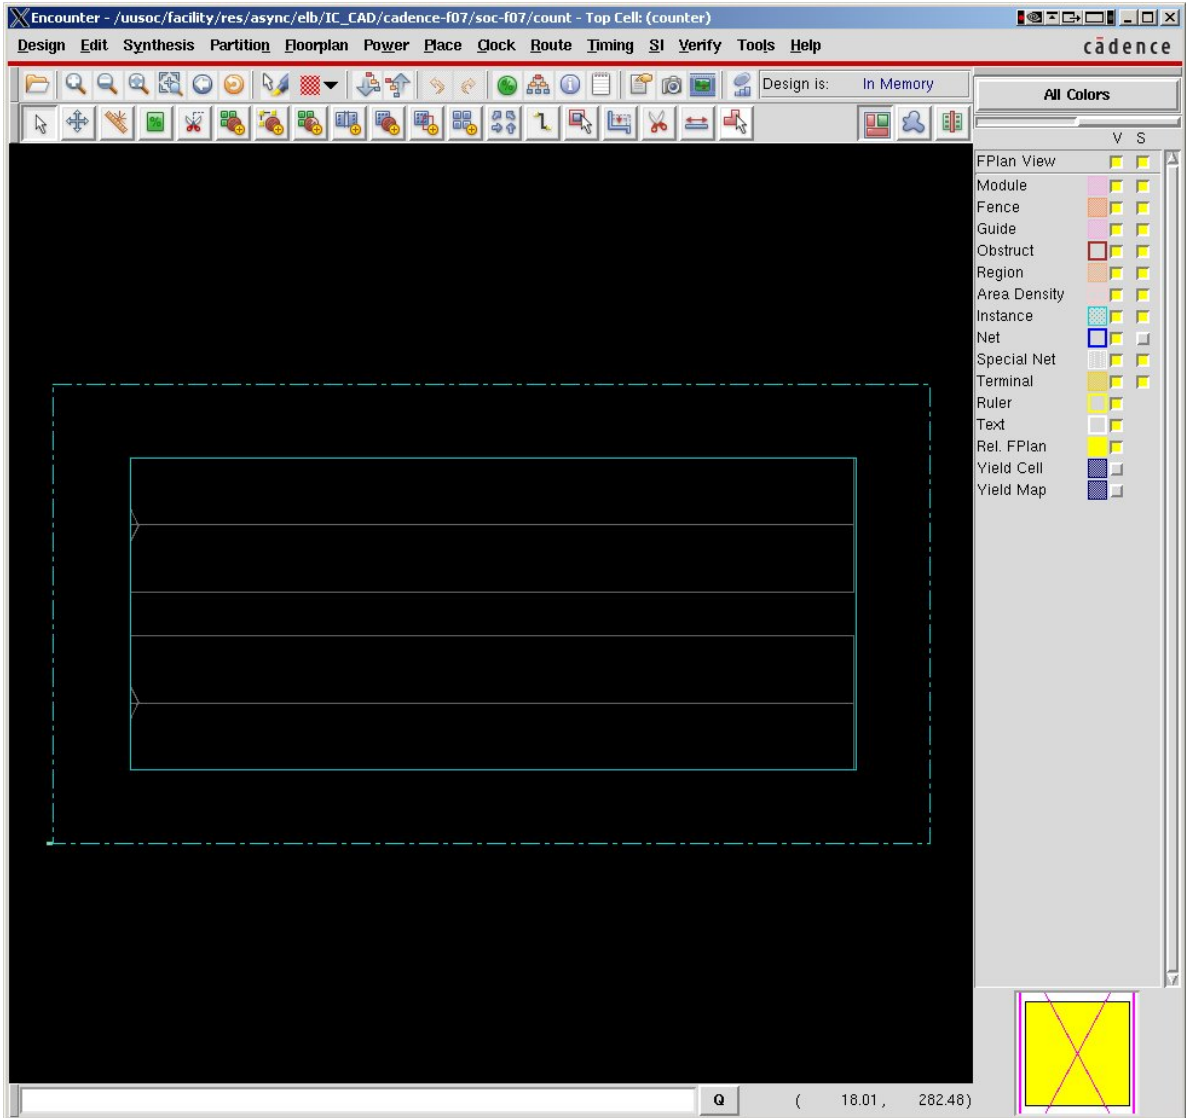 Encounter - /uusoc/facility/res/async/elb/IC_CAD/cadence-f07/soc-f07/count - Top Cell: (counter)
Design Edit Synthesis Partition Floorplan Power Place Clock Route Timing SI Verify Tools Help
cādence
Design is: In Memory
All Colors
V S
FPlan View
Module
Fence
Guide
Obstruct
Region
Area Density
Instance
Net
Special Net
Terminal
Ruler
Text
Rel. FPlan
Yield Cell
Yield Map
Q ( 18.01 , 282.48)